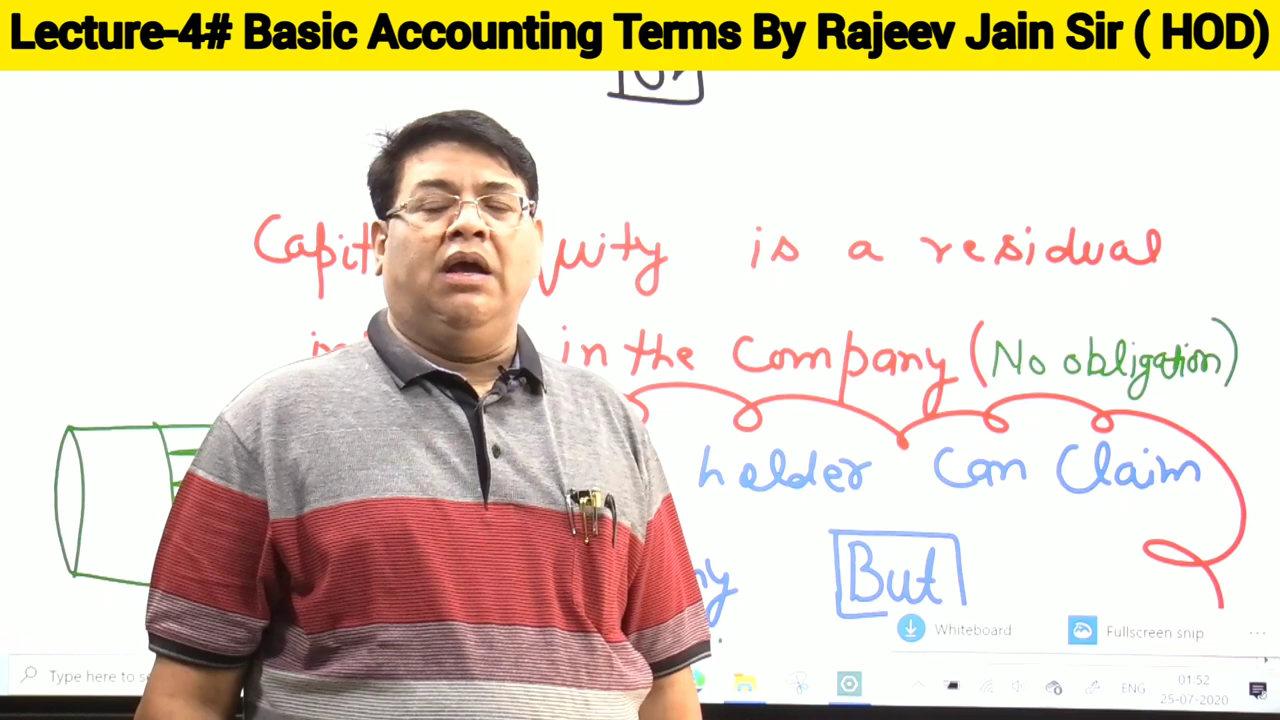 Lecture-4# Basic Accounting Terms By Rajeev Jain Sir ( HOD)
is a residual
in the Company (No obligation)
holder Can Claim
But
Whiteboard Fullscreen snip
Type here to
ENG 01:52
25-07-2020